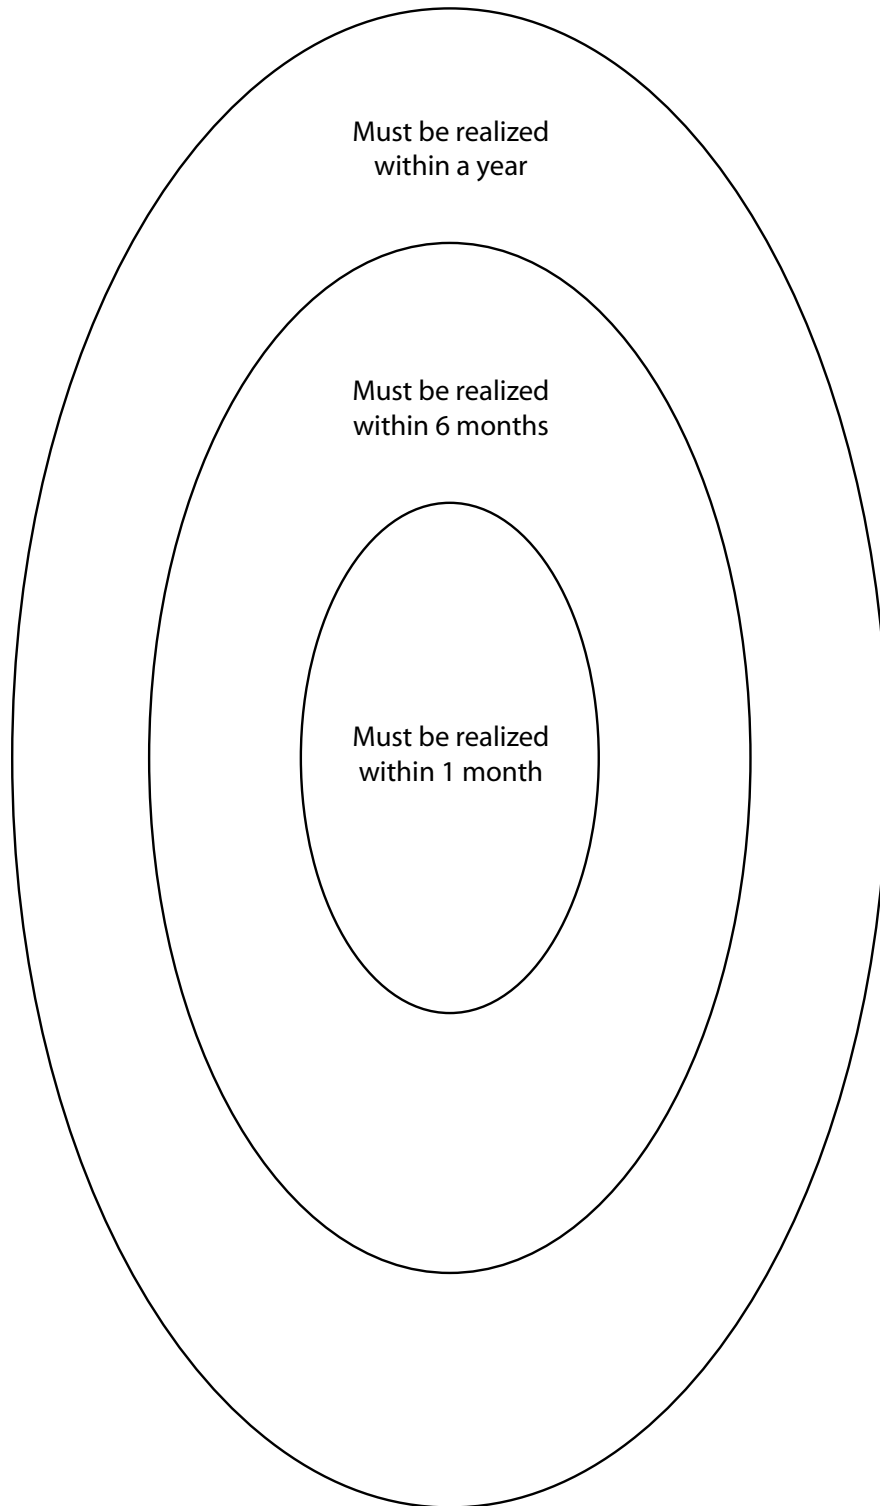 Must be realized
within a year
Must be realized
within 6 months
Must be realized
within 1 month